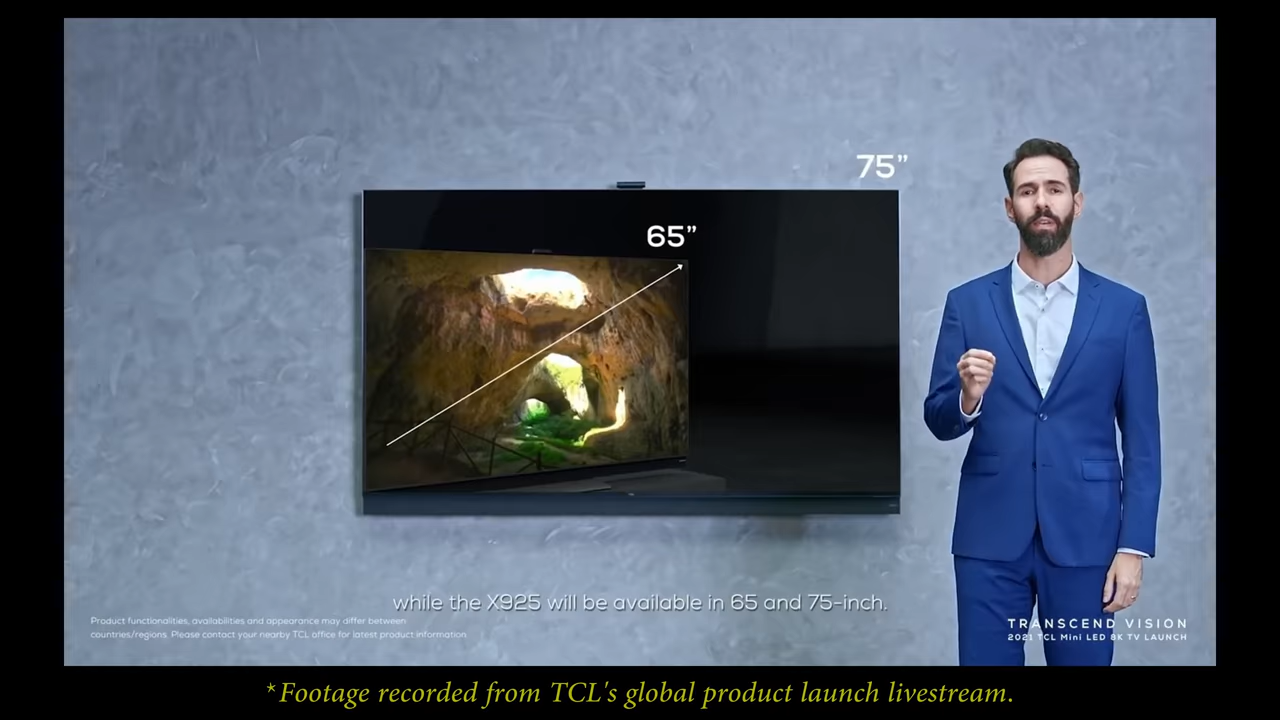 75”
65”
while the X925 will be available in 65 and 75-inch.
Product functionalities, availabilities and appearance may differ between
countries/regions. Please contact your nearby TCL office for latest product information
TRANSCEND VISION
2021 TCL Mini LED 8K TV LAUNCH
*Footage recorded from TCL's global product launch livestream.